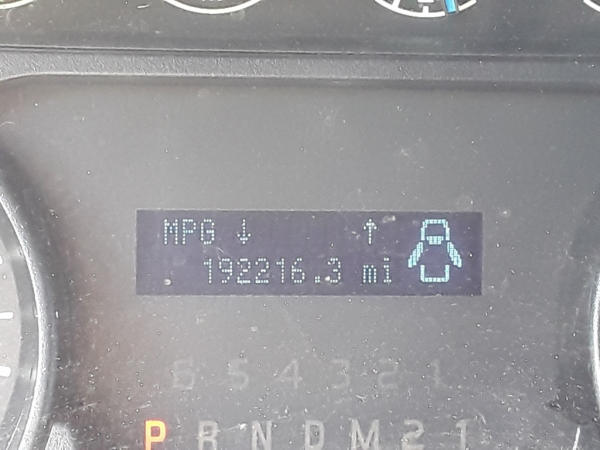 MPG ↓ ↑
192216.3 mi
6 5 4 3 2 1
P R N D M 2 1